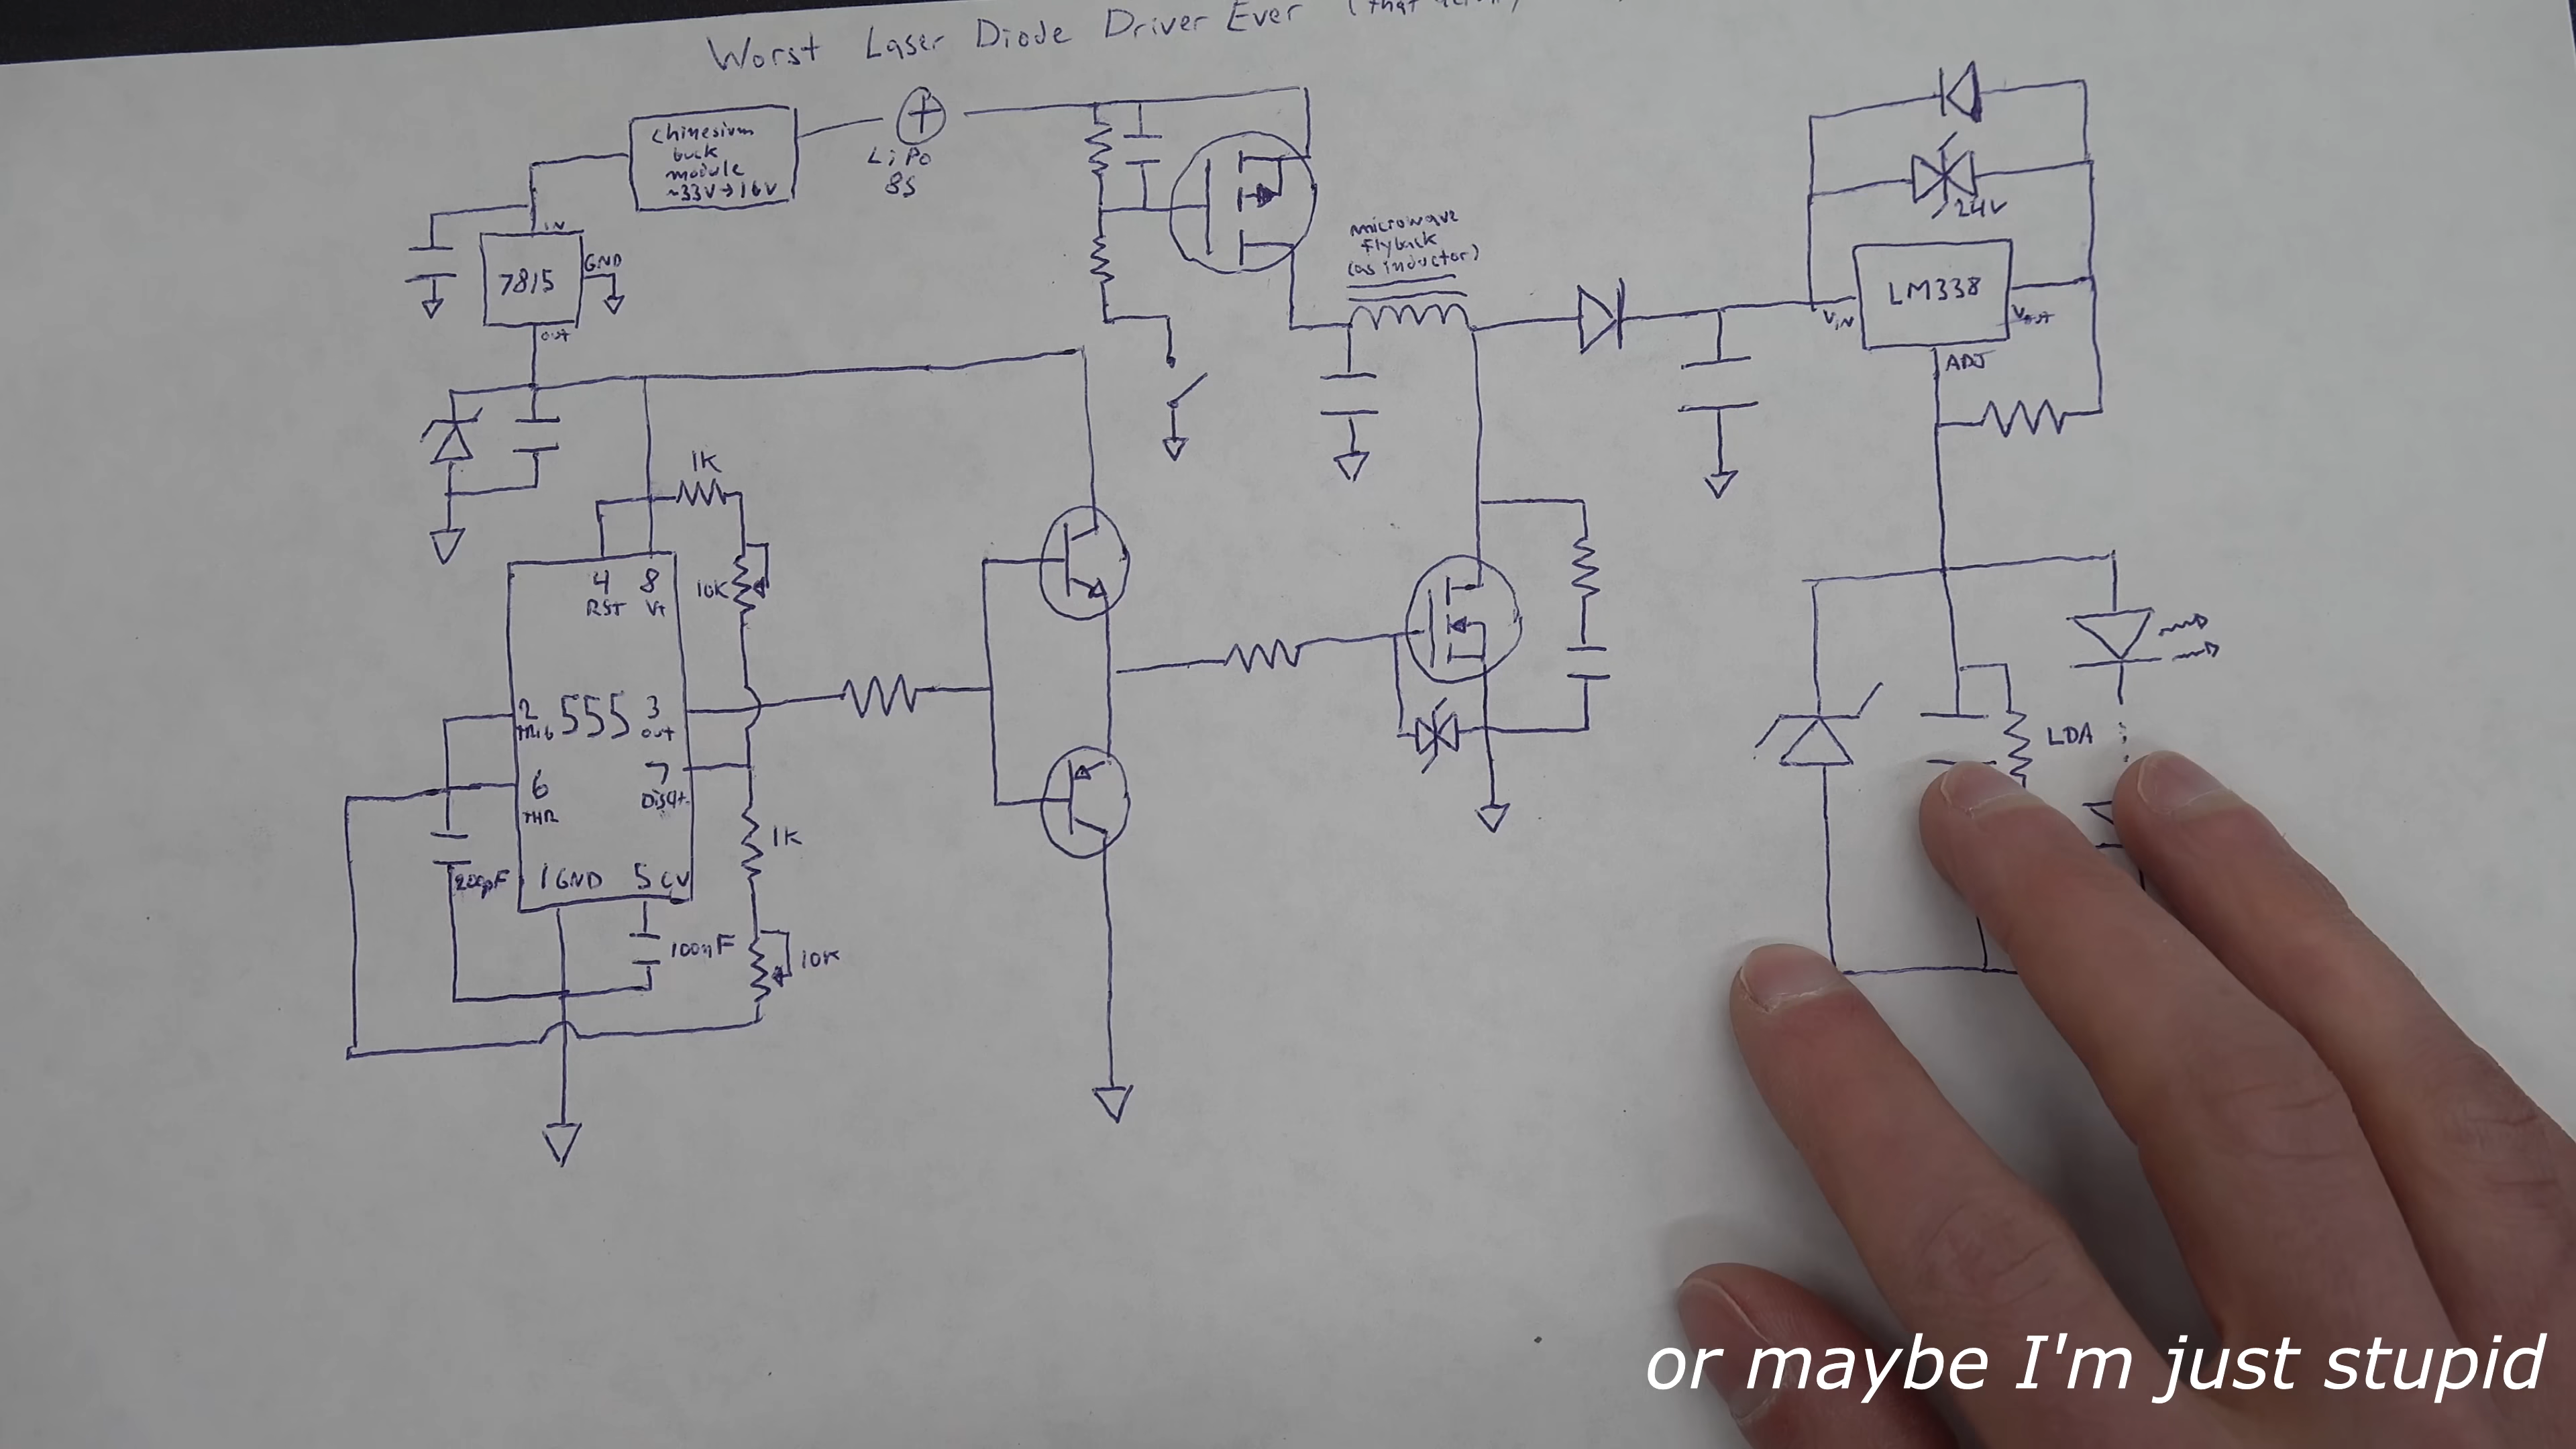 Worst Laser Diode Driver Ever (that
chinesium
buck
module
~33V→16V
LiPo
8S
IN
7815
GND
out
microwave
flyback
(as inductor)
24V
LM338
VIN
Vout
ADJ
1K
10K
4
RST
8
V+
2
TRIG
555
3
out
6
THR
7
1K
200pF
1 GND
5 CV
100nF
10K
LDA
or maybe I'm just stupid